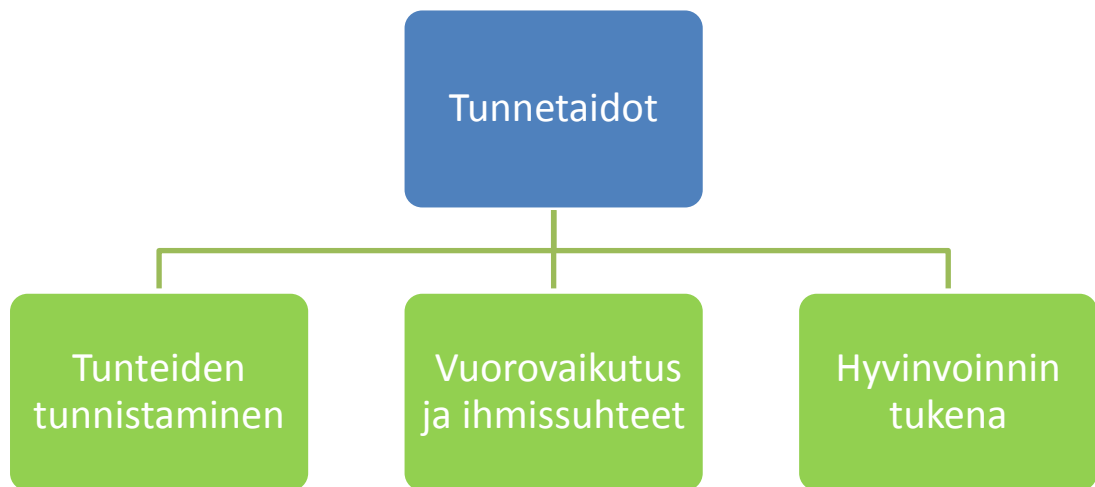 Tunnetaidot
Tunteiden
tunnistaminen
Vuorovaikutus
ja ihmissuhteet
Hyvinvoinnin
tukena